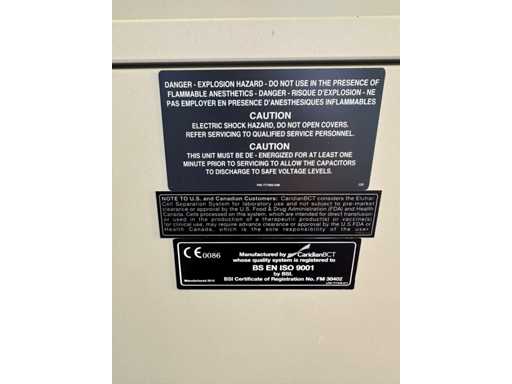 DANGER - EXPLOSION HAZARD - DO NOT USE IN THE PRESENCE OF
FLAMMABLE ANESTHETICS - DANGER - RISQUE D'EXPLOSION - NE
PAS EMPLOYER EN PRESENCE D'ANESTHESIQUES INFLAMMABLES
CAUTION
ELECTRIC SHOCK HAZARD, DO NOT OPEN COVERS.
REFER SERVICING TO QUALIFIED SERVICE PERSONNEL.
CAUTION
THIS UNIT MUST BE DE - ENERGIZED FOR AT LEAST ONE
MINUTE PRIOR TO SERVICING TO ALLOW THE CAPACITORS
TO DISCHARGE TO SAFE VOLTAGE LEVELS.
NOTE TO U.S. and Canadian Customers: CaridianBCT considers the Elutra
Cell Separation System for laboratory use and not subject to pre-market
clearance or approval by the U.S. Food & Drug Administration (FDA) and Health
Canada. Cells processed on this system, which are intended for direct transfusion
or used in the production of a therapeutic product(s) or vaccine(s)
for clinical use, may require clearance or approval by the U.S FDA or
Health Canada, which is the sole responsibility of the user.
CE 0086
Manufactured by CaridianBCT
whose quality system is registered to
BS EN ISO 9001
by BSI.
BSI Certificate of Registration No. FM 30402